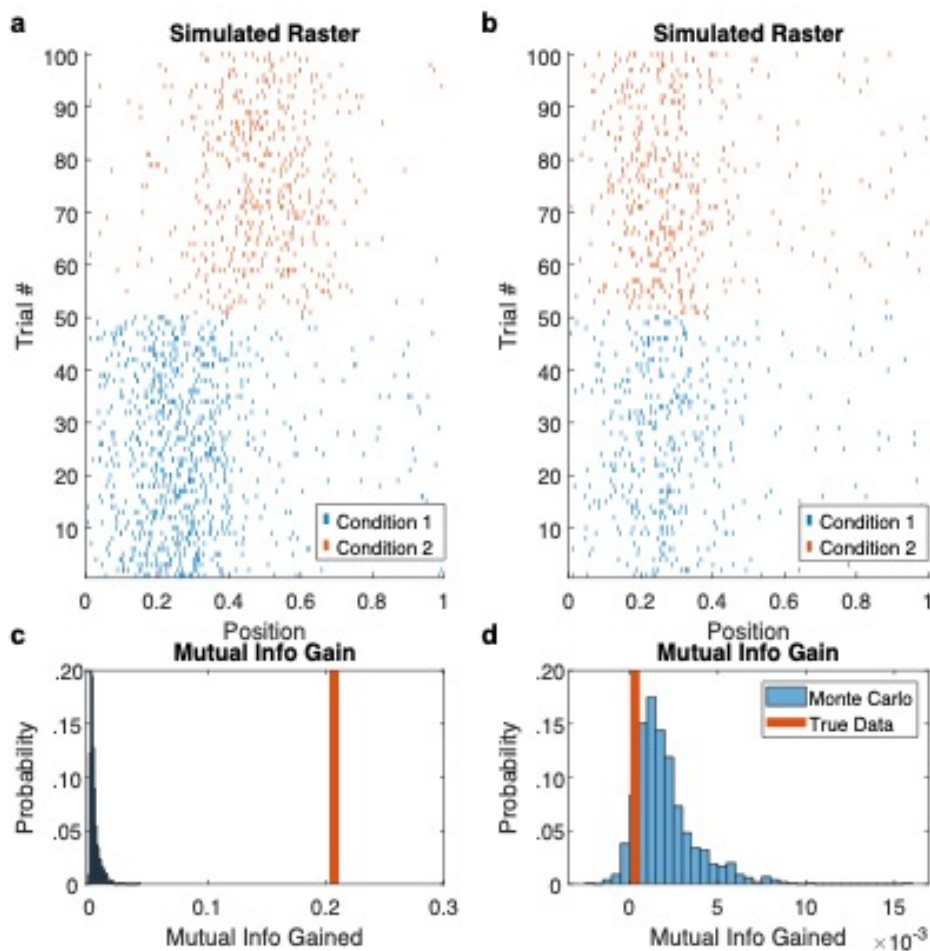 a
Simulated Raster
100
90
80
70
60
50
40
30
20
10
Trial #
Condition 1
Condition 2
0 0.2 0.4 0.6 0.8 1
Position
b
Simulated Raster
100
90
80
70
60
50
40
30
20
10
Trial #
Condition 1
Condition 2
0 0.2 0.4 0.6 0.8 1
Position
c
Mutual Info Gain
.20
.15
.10
.05
0
Probability
0 0.1 0.2 0.3
Mutual Info Gained
d
Mutual Info Gain
.20
.15
.10
.05
0
Probability
Monte Carlo
True Data
0 5 10 15
Mutual Info Gained ×10⁻³